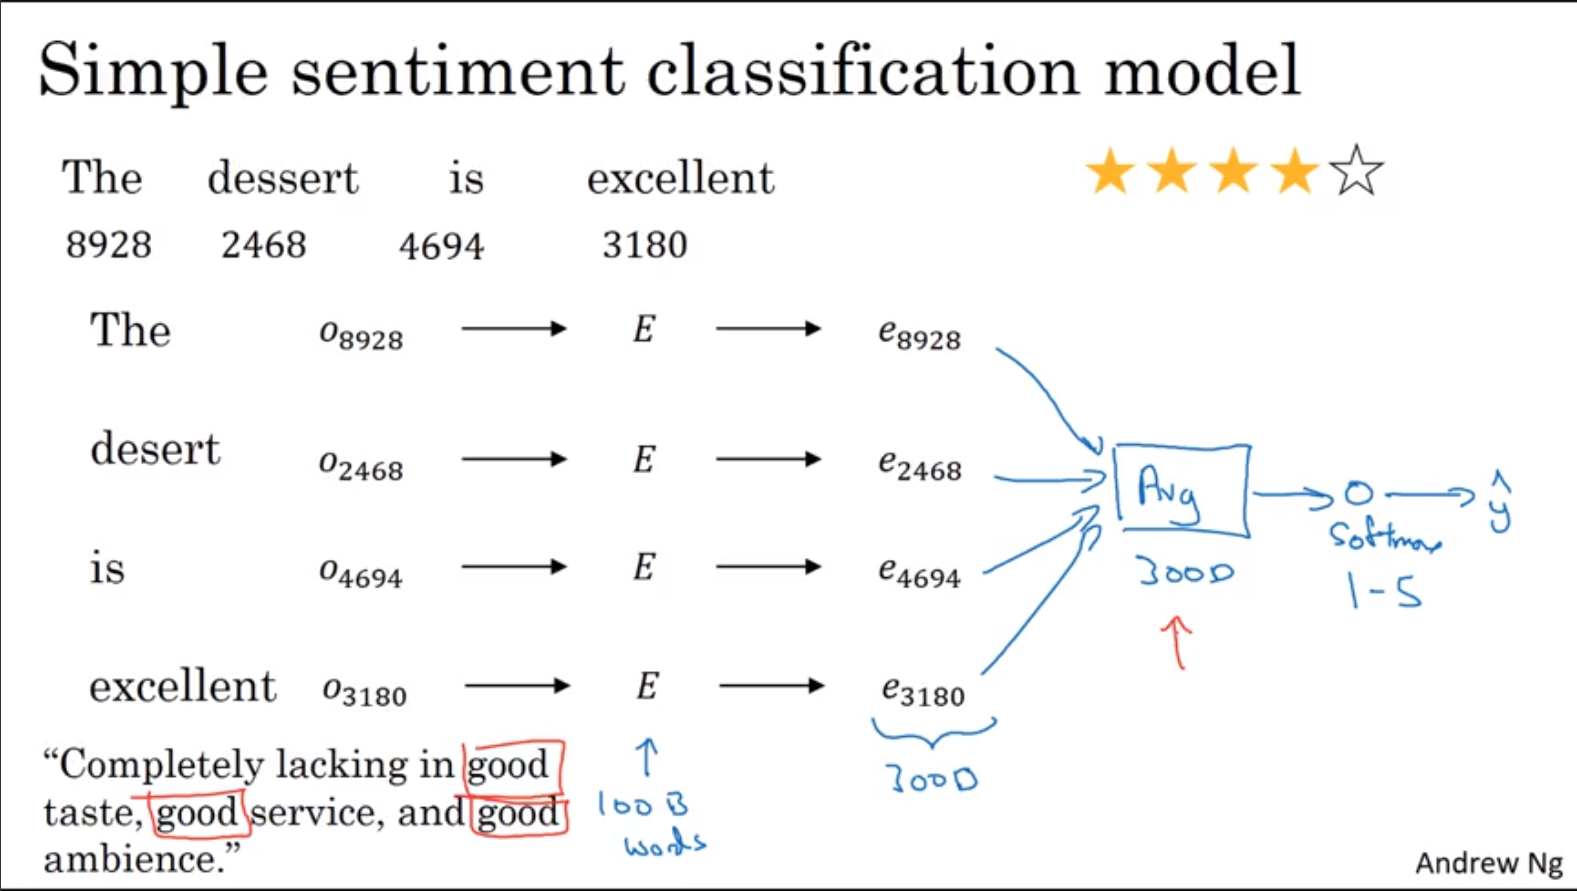 Simple sentiment classification model
The dessert is excellent
8928 2468 4694 3180
The o8928 E e8928
desert o2468 E e2468
Avg ŷ
Softmax
is o4694 E e4694
300D 1-5
excellent o3180 E e3180
“Completely lacking in good
taste, good service, and good
ambience.”
100B
words
300D
Andrew Ng